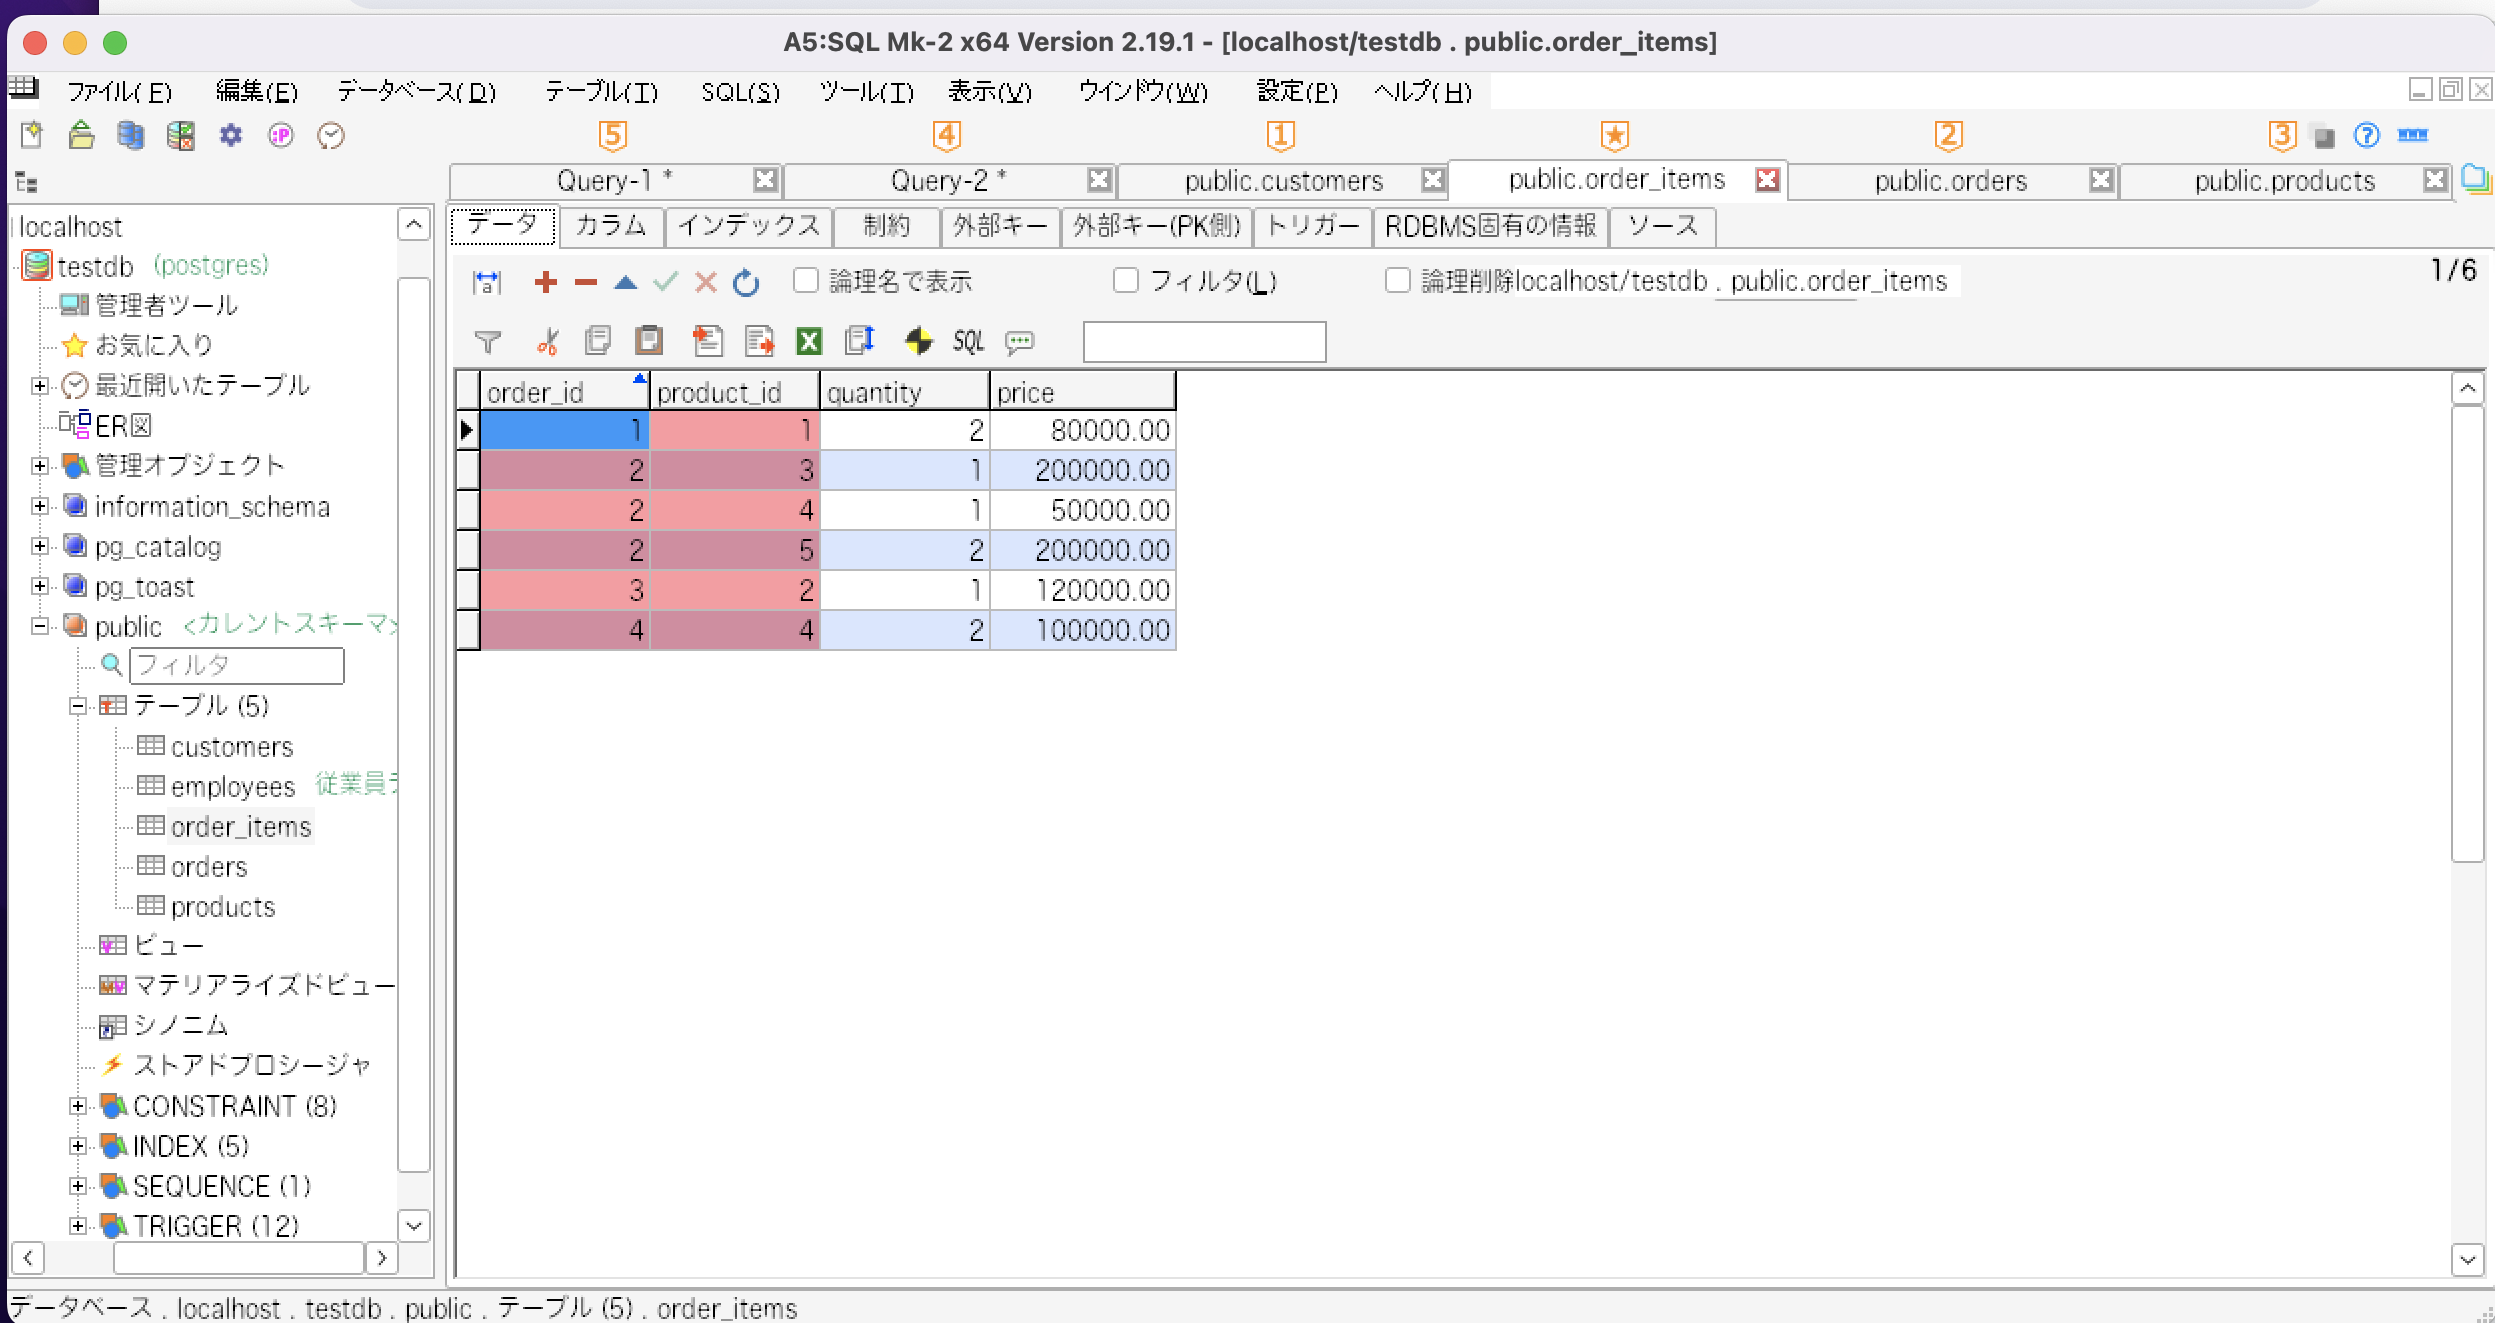 A5:SQL Mk-2 x64 Version 2.19.1 - [localhost/testdb . public.order_items]
ファイル(F) 編集(E) データベース(D) テーブル(T) SQL(S) ツール(T) 表示(V) ウインドウ(W) 設定(P) ヘルプ(H)
:P 5 4 1 2 3 ?
Query-1 * Query-2 * public.customers public.order_items public.orders public.products
データ カラム インデックス 制約 外部キー 外部キー(PK側) トリガー RDBMS固有の情報 ソース
a 論理名で表示 フィルタ(L) 論理削除localhost/testdb . public.order_items 1/6
X SQL
order_id product_id quantity price
1 1 2 80000.00
2 3 1 200000.00
2 4 1 50000.00
2 5 2 200000.00
3 2 1 120000.00
4 4 2 100000.00
localhost
testdb (postgres)
管理者ツール
お気に入り
最近開いたテーブル
ER図
管理オブジェクト
information_schema
pg_catalog
pg_toast
public <カレントスキーマ>
フィルタ
テーブル (5)
customers
employees 従業員
order_items
orders
products
ビュー
マテリアライズドビュー
シノニム
ストアドプロシージャ
CONSTRAINT (8)
INDEX (5)
SEQUENCE (1)
TRIGGER (12)
データベース . localhost . testdb . public . テーブル (5) . order_items